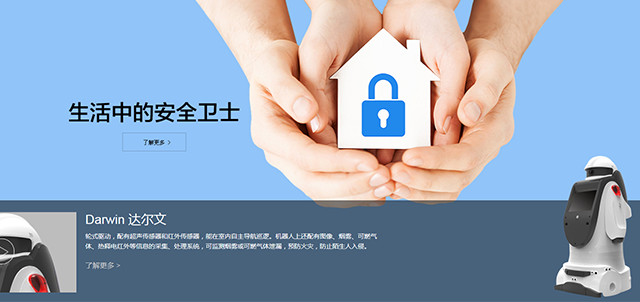 生活中的安全卫士
了解更多 >
Darwin 达尔文
轮式驱动，配有超声传感器和红外传感器，能在室内自主导航巡逻。机器人上还配有图像、烟雾、可燃气
体、热释电红外等信息的采集、处理系统，可监测烟雾或可燃气体泄漏，预防火灾，防止陌生人入侵。
了解更多 >